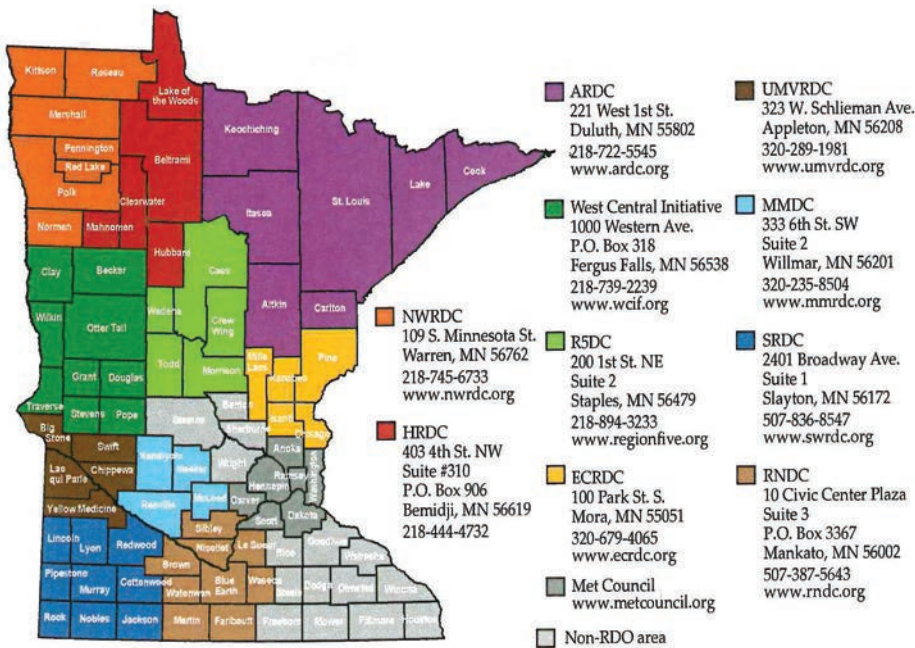 Kittson
Roseau
Lake of
the Woods
Marshall
Koochiching
Pennington
Beltrami
Red Lake
Polk
Clearwater
Cook
Lake
St. Louis
Itasca
Norman
Mahnomen
Hubbard
Cass
Clay
Becker
Aitkin
Carlton
Wadena
Crow
Wing
Wilkin
Otter Tail
Pine
Todd
Mille
Lacs
Kanabec
Morrison
Grant
Douglas
Traverse
Stevens
Pope
Stearns
Benton
Isanti
Sherburne
Chisago
Big
Stone
Swift
Anoka
Kandiyohi
Meeker
Wright
Ramsey
Washington
Hennepin
Lac
qui Parle
Chippewa
Renville
McLeod
Carver
Scott
Dakota
Yellow Medicine
Sibley
Lincoln
Lyon
Redwood
Nicollet
Le Sueur
Rice
Goodhue
Wabasha
Brown
Pipestone
Murray
Cottonwood
Watonwan
Blue
Earth
Waseca
Steele
Dodge
Olmsted
Winona
Rock
Nobles
Jackson
Martin
Faribault
Freeborn
Mower
Fillmore
Houston
NWRDC
109 S. Minnesota St.
Warren, MN 56762
218-745-6733
www.nwrdc.org
HRDC
403 4th St. NW
Suite #310
P.O. Box 906
Bemidji, MN 56619
218-444-4732
ARDC
221 West 1st St.
Duluth, MN 55802
218-722-5545
www.ardc.org
West Central Initiative
1000 Western Ave.
P.O. Box 318
Fergus Falls, MN 56538
218-739-2239
www.wcif.org
R5DC
200 1st St. NE
Suite 2
Staples, MN 56479
218-894-3233
www.regionfive.org
ECRDC
100 Park St. S.
Mora, MN 55051
320-679-4065
www.ecrdc.org
Met Council
www.metcouncil.org
Non-RDO area
UMVRDC
323 W. Schlieman Ave.
Appleton, MN 56208
320-289-1981
www.umvrdc.org
MMDC
333 6th St. SW
Suite 2
Willmar, MN 56201
320-235-8504
www.mmrdc.org
SRDC
2401 Broadway Ave.
Suite 1
Slayton, MN 56172
507-836-8547
www.swrdc.org
RNDC
10 Civic Center Plaza
Suite 3
P.O. Box 3367
Mankato, MN 56002
507-387-5643
www.rndc.org